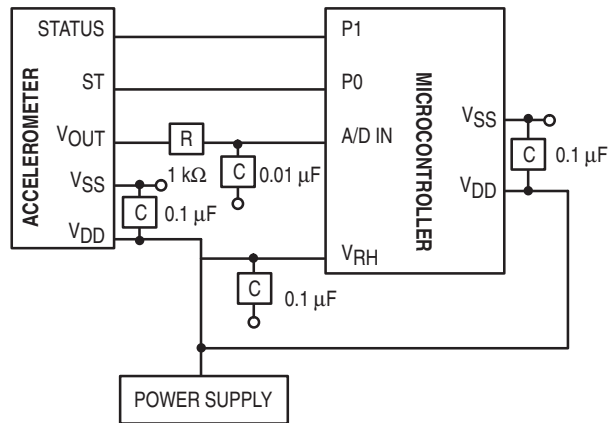 STATUS
ST
VOUT
VSS
VDD
ACCELEROMETER
R
1 kΩ
C
0.01 μF
C
0.1 μF
C
0.1 μF
P1
P0
A/D IN
VRH
MICROCONTROLLER
VSS
VDD
C
0.1 μF
POWER SUPPLY